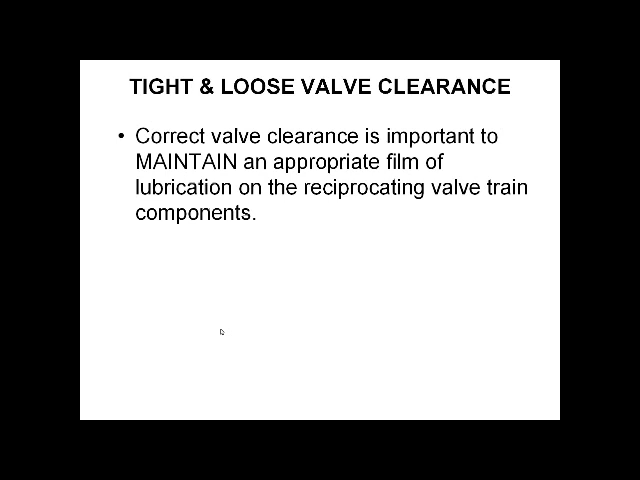 TIGHT & LOOSE VALVE CLEARANCE
• Correct valve clearance is important to
MAINTAIN an appropriate film of
lubrication on the reciprocating valve train
components.